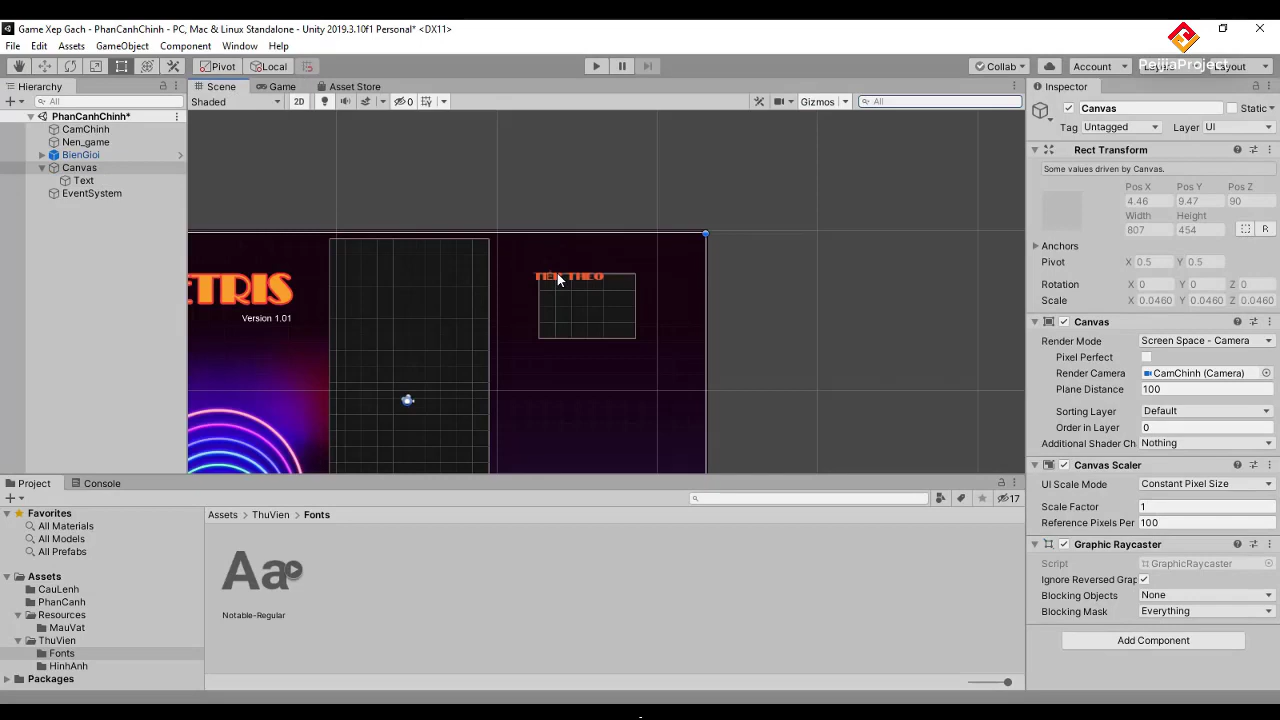 Game Xep Gach - PhanCanhChinh - PC, Mac & Linux Standalone - Unity 2019.3.10f1 Personal* <DX11>
File Edit Assets GameObject Component Window Help
Pivot Local Collab Account Layers Layout
PeijiaProject
Hierarchy
All
PhanCanhChinh*
CamChinh
Nen_game
BienGioi
Canvas
Text
EventSystem
Scene Game Asset Store
Shaded 2D 0 Gizmos All
ETRIS
Version 1.01
Inspector
Canvas Static
Tag Untagged Layer UI
Rect Transform
Some values driven by Canvas.
Pos X Pos Y Pos Z
4.46 9.47 90
Width Height
807 454 R
Anchors
Pivot X 0.5 Y 0.5
Rotation X 0 Y 0 Z 0
Scale X 0.0460 Y 0.0460 Z 0.0460
Canvas
Render Mode Screen Space - Camera
Pixel Perfect
Render Camera CamChinh (Camera)
Plane Distance 100
Sorting Layer Default
Order in Layer 0
Additional Shader Ch Nothing
Canvas Scaler
UI Scale Mode Constant Pixel Size
Scale Factor 1
Reference Pixels Per 100
Graphic Raycaster
Script GraphicRaycaster
Ignore Reversed Grap
Blocking Objects None
Blocking Mask Everything
Add Component
Project Console
17
Favorites
All Materials
All Models
All Prefabs
Assets
CauLenh
PhanCanh
Resources
MauVat
ThuVien
Fonts
HinhAnh
Packages
Assets ThuVien Fonts
Aa
Notable-Regular